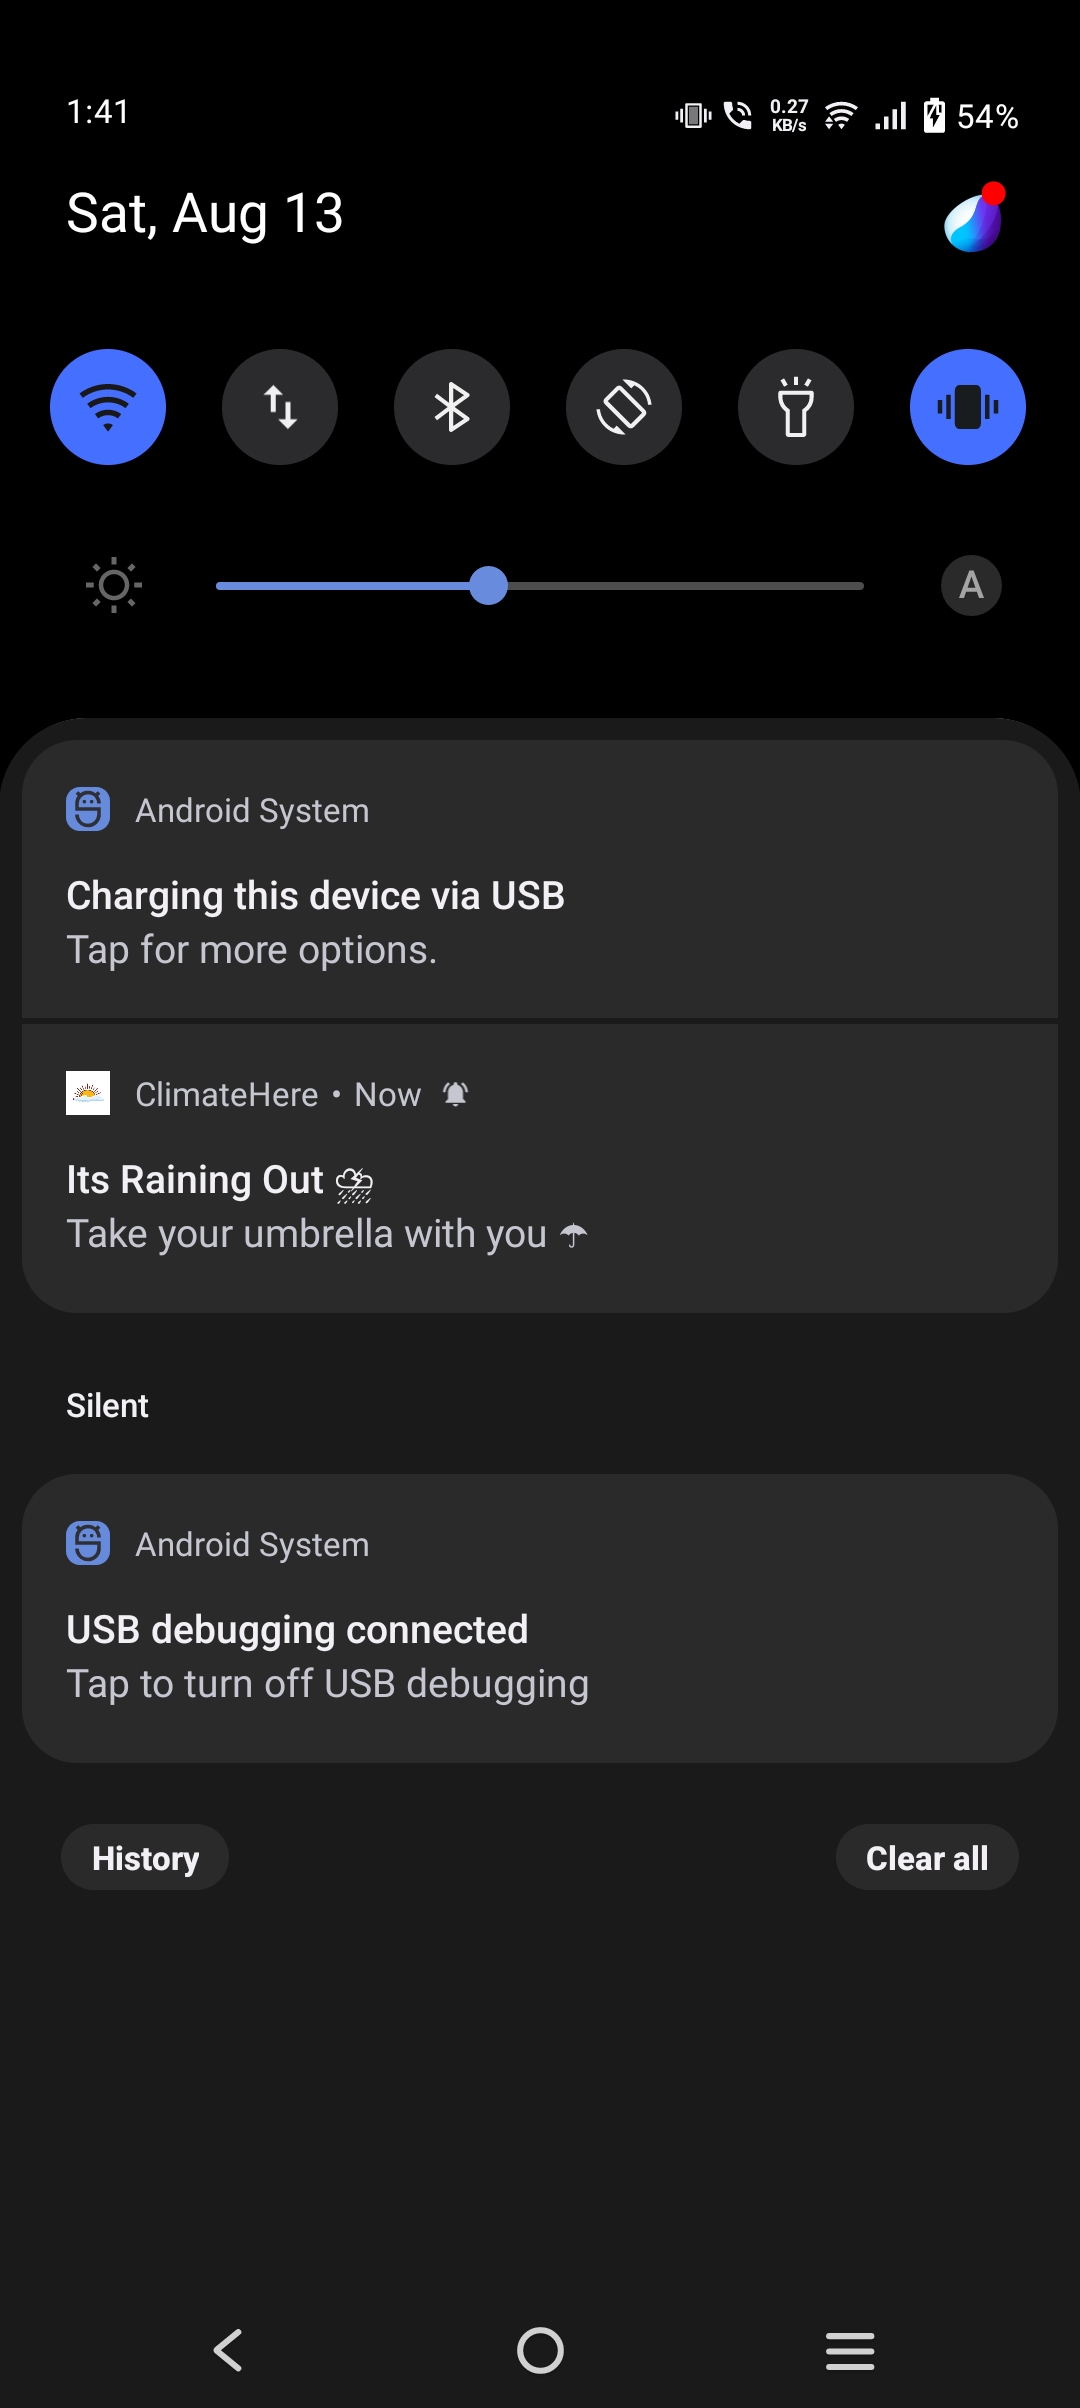 1:41
0.27
KB/s
54%
Sat, Aug 13
A
Android System
Charging this device via USB
Tap for more options.
ClimateHere • Now
Its Raining Out ⛈
Take your umbrella with you ☂
Silent
Android System
USB debugging connected
Tap to turn off USB debugging
History
Clear all